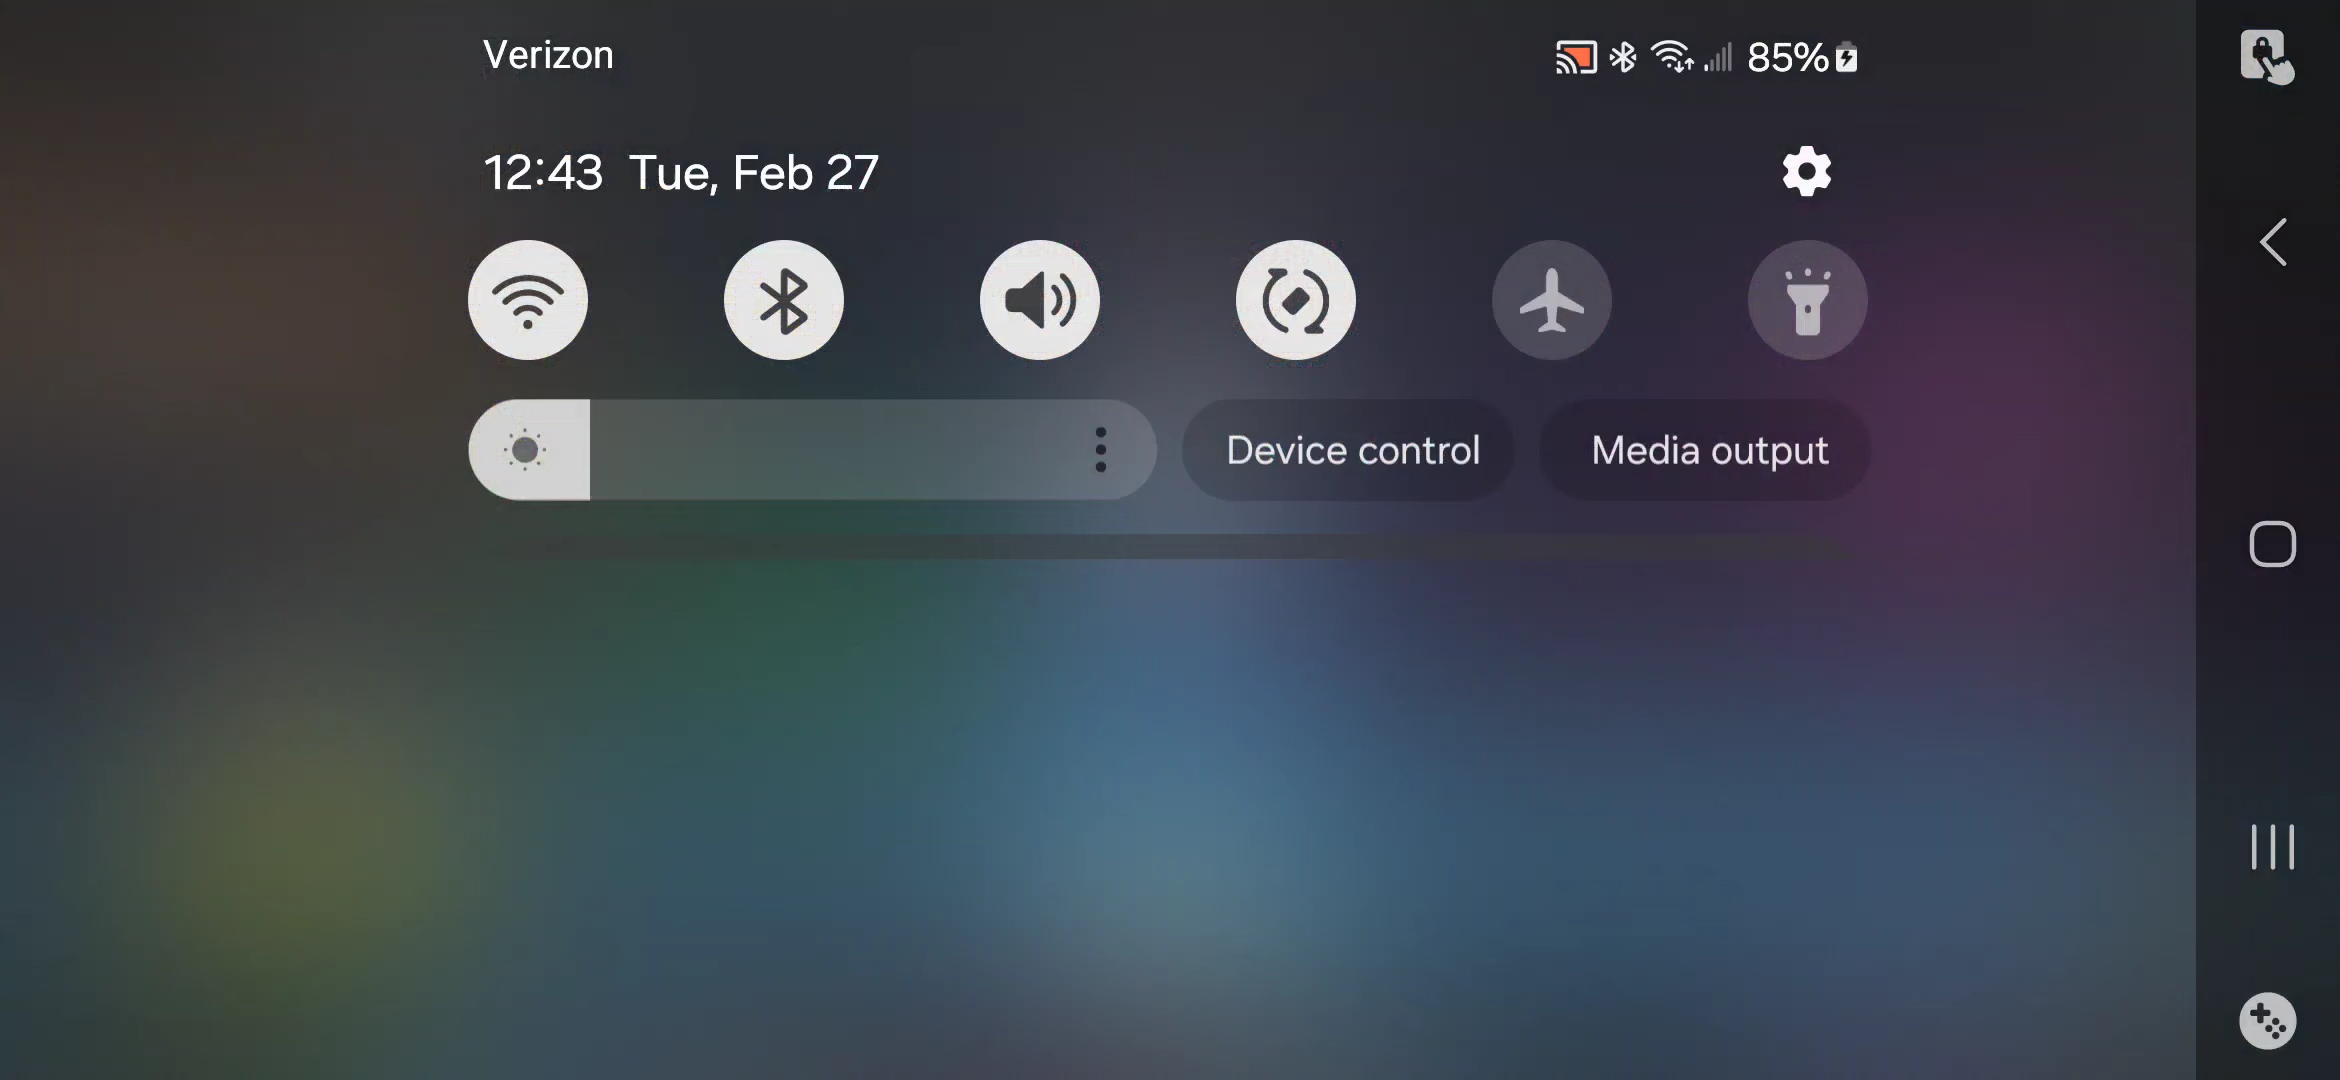 Verizon
85%
12:43 Tue, Feb 27
Device control
Media output